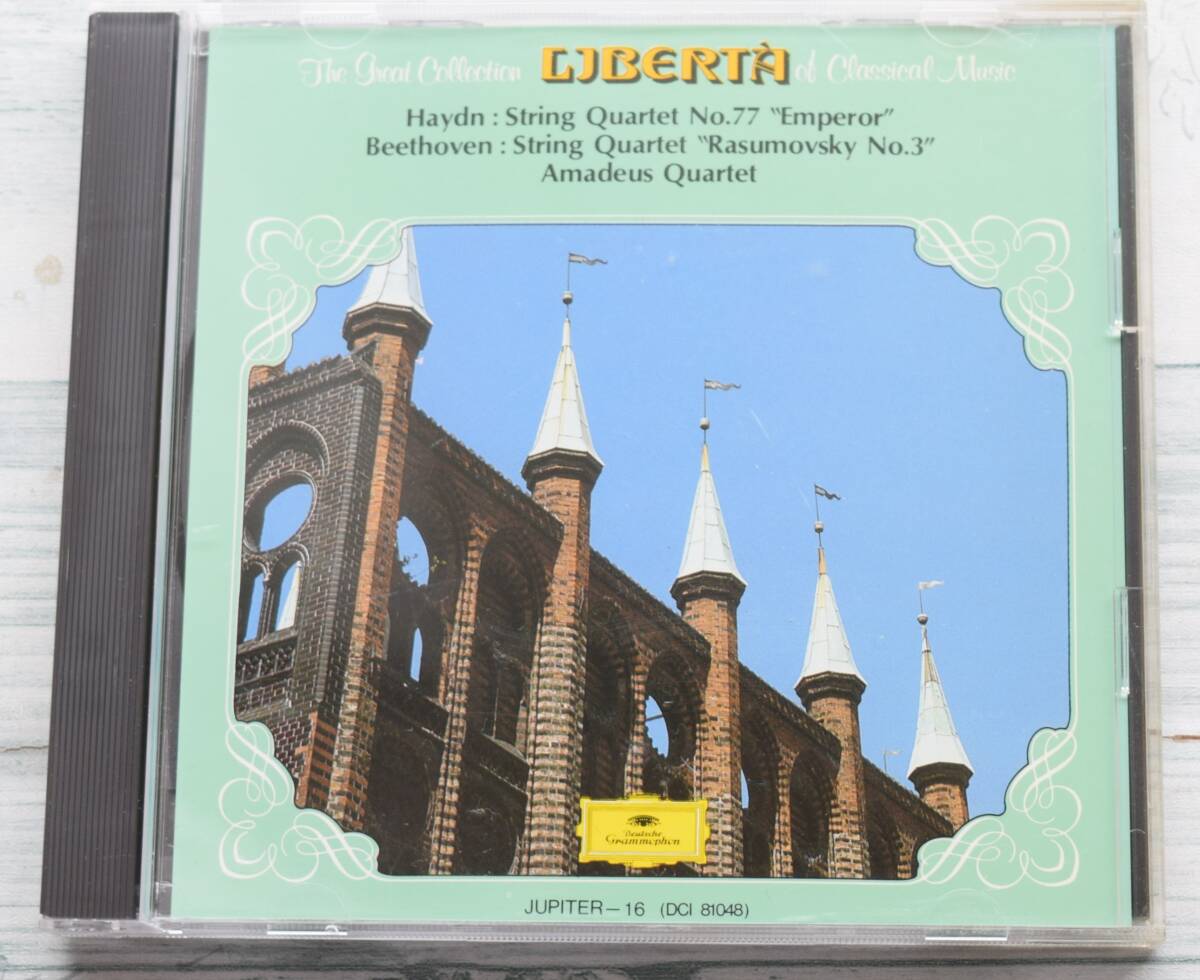 The Great Collection LIBERTÀ of Classical Music
Haydn : String Quartet No.77 "Emperor"
Beethoven : String Quartet "Rasumovsky No.3"
Amadeus Quartet
Deutsche
Grammophon
JUPITER–16 (DCI 81048)